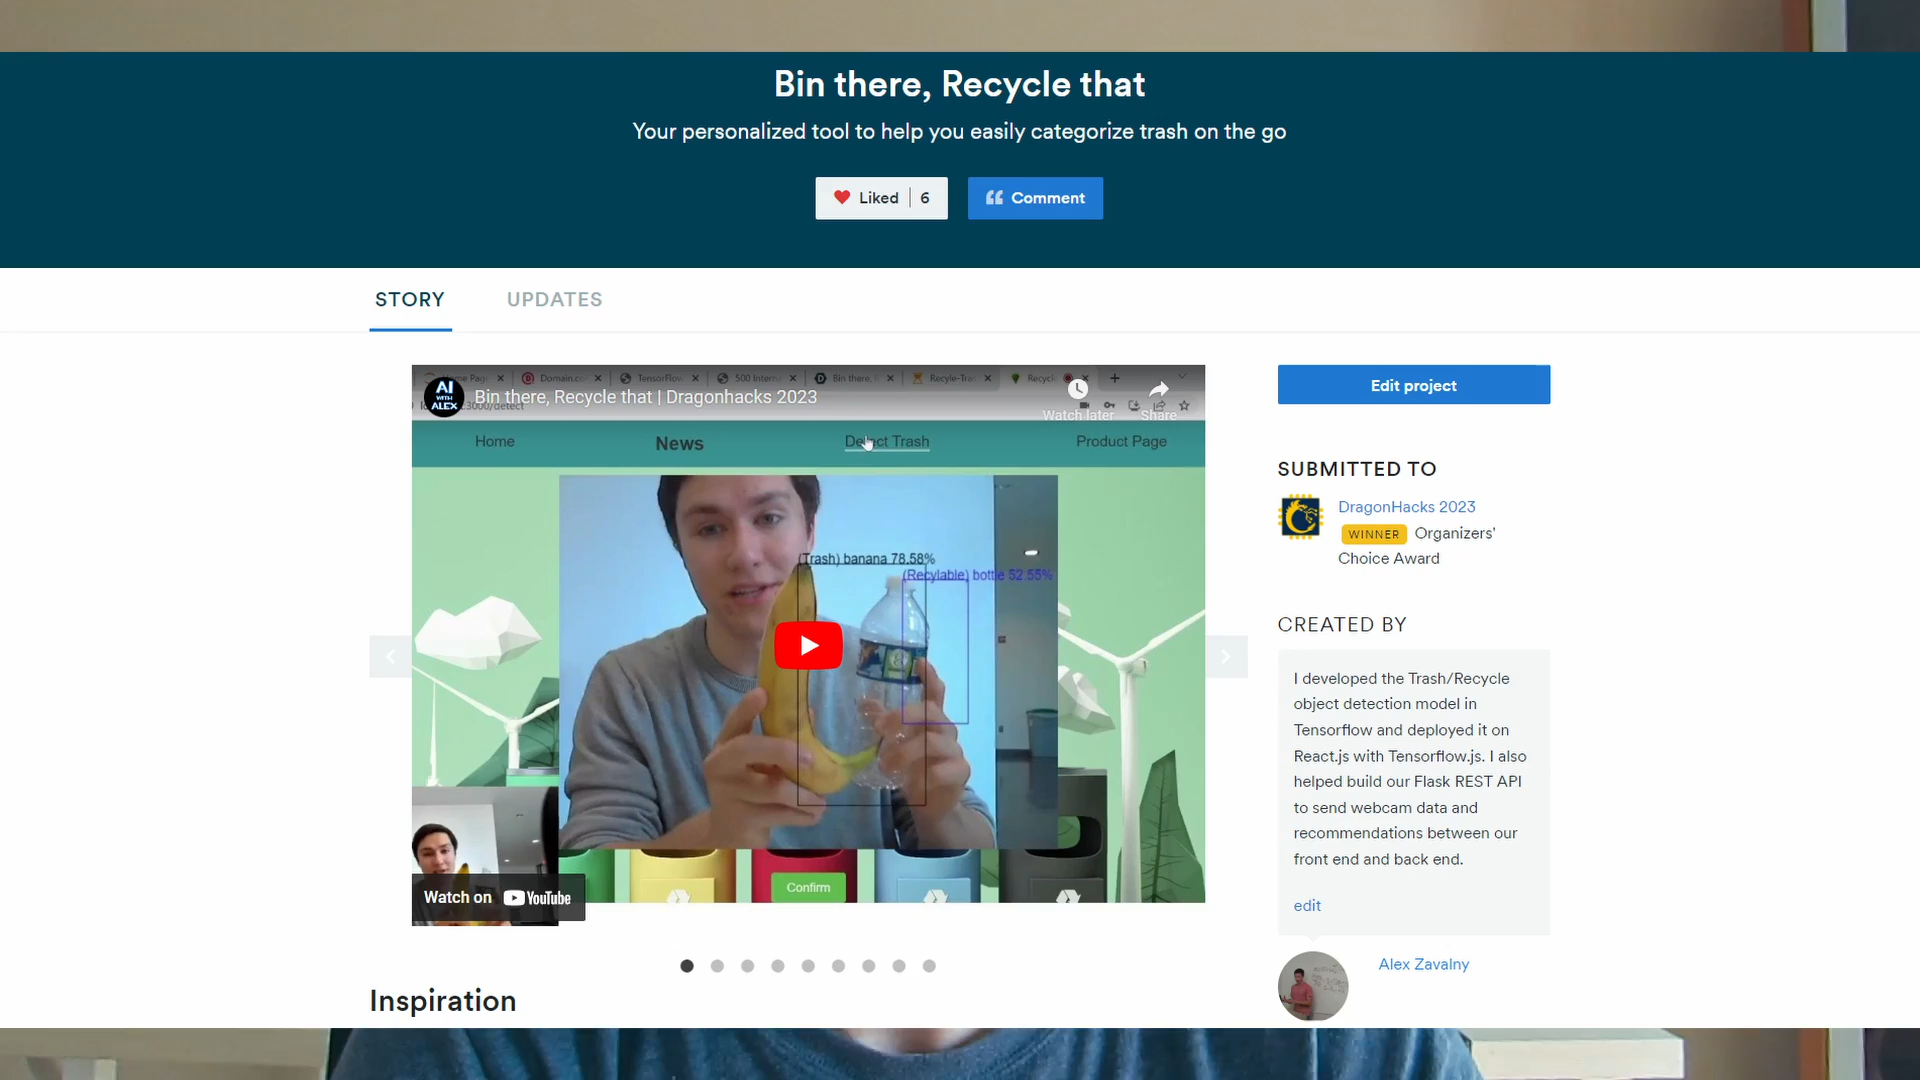 Bin there, Recycle that
Your personalized tool to help you easily categorize trash on the go
Liked 6
Comment
STORY
UPDATES
AI
WITH
ALEX
Bin there, Recycle that | Dragonhacks 2023
Watch later
Share
Home
News
Detect Trash
Product Page
(Trash) banana 78.58%
(Recylable) bottle 52.55%
Confirm
Watch on YouTube
Inspiration
Edit project
SUBMITTED TO
DragonHacks 2023
WINNER Organizers'
Choice Award
CREATED BY
I developed the Trash/Recycle
object detection model in
Tensorflow and deployed it on
React.js with Tensorflow.js. I also
helped build our Flask REST API
to send webcam data and
recommendations between our
front end and back end.
edit
Alex Zavalny